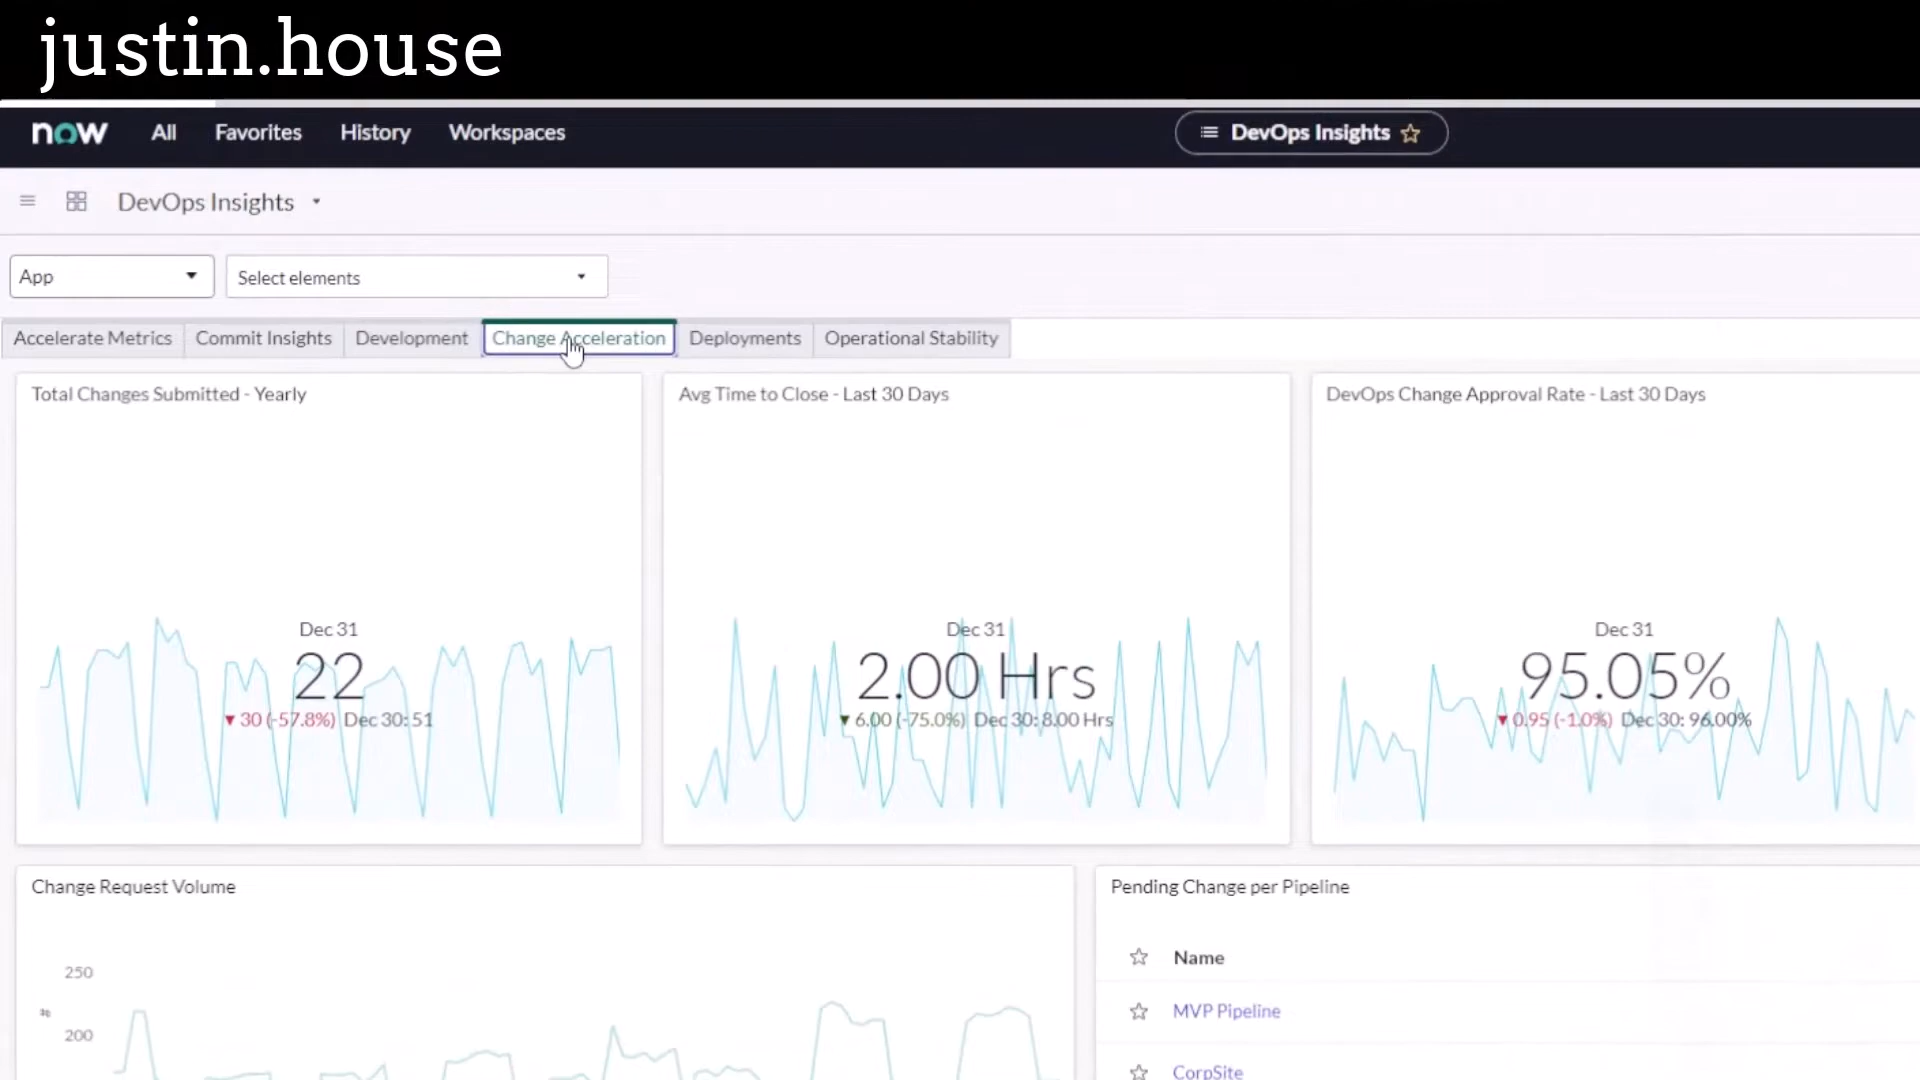 justin.house
now All Favorites History Workspaces DevOps Insights
DevOps Insights
App Select elements
Accelerate Metrics Commit Insights Development Change Acceleration Deployments Operational Stability
Total Changes Submitted - Yearly
Dec 31
22
▼ 30 (-57.8%) Dec 30: 51
Avg Time to Close - Last 30 Days
Dec 31
2.00 Hrs
▼ 6.00 (-75.0%) Dec 30: 8.00 Hrs
DevOps Change Approval Rate - Last 30 Days
Dec 31
95.05%
▼ 0.95 (-1.0%) Dec 30: 96.00%
Change Request Volume
250
#
200
Pending Change per Pipeline
Name
MVP Pipeline
CorpSite